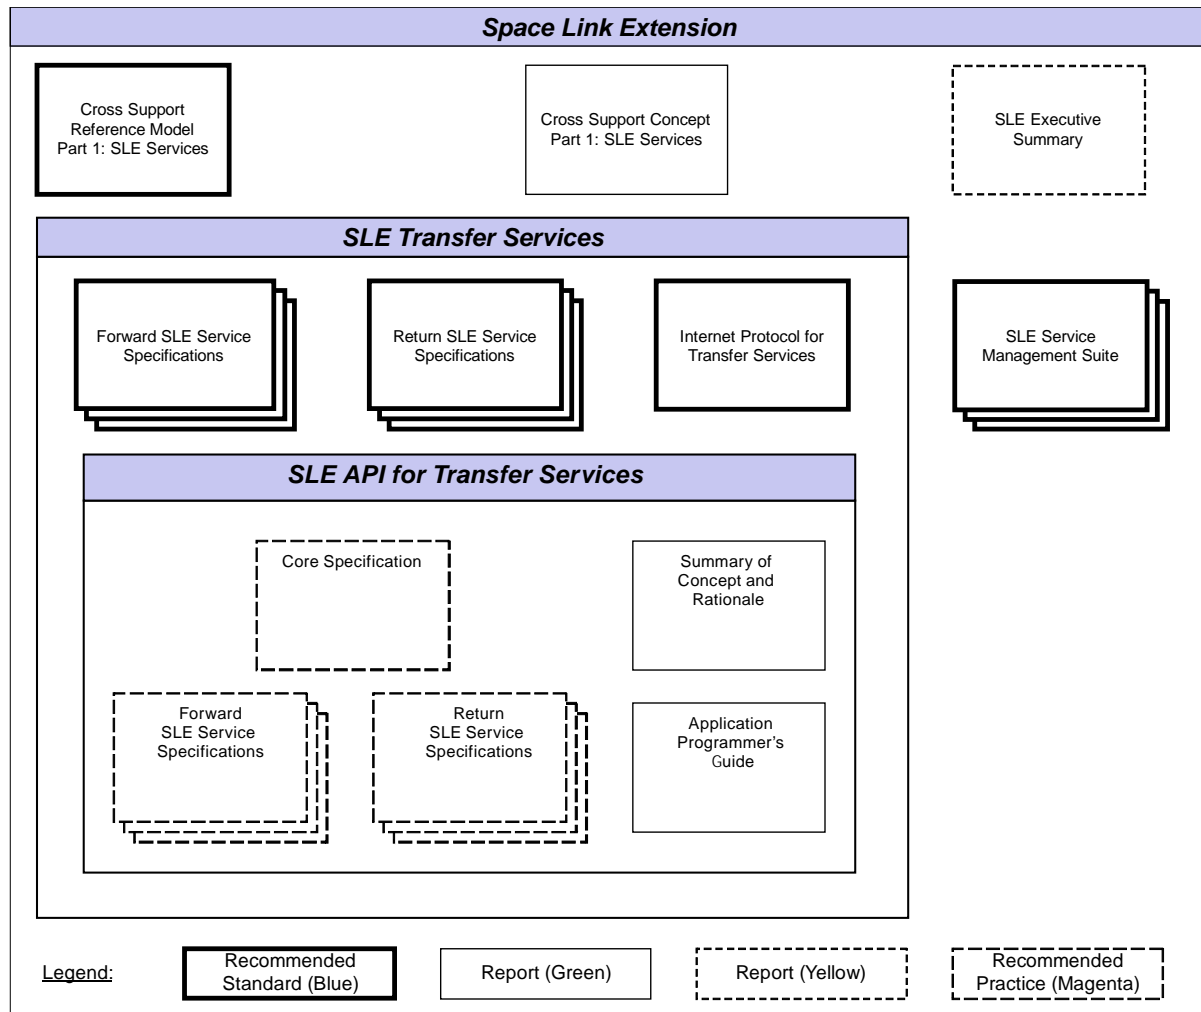 Space Link Extension
Cross Support
Reference Model
Part 1: SLE Services
Cross Support Concept
Part 1: SLE Services
SLE Executive
Summary
SLE Transfer Services
Forward SLE Service
Specifications
Return SLE Service
Specifications
Internet Protocol for
Transfer Services
SLE Service
Management Suite
SLE API for Transfer Services
Core Specification
Summary of
Concept and
Rationale
Forward
SLE Service
Specifications
Return
SLE Service
Specifications
Application
Programmer's
Guide
Legend:
Recommended
Standard (Blue)
Report (Green)
Report (Yellow)
Recommended
Practice (Magenta)